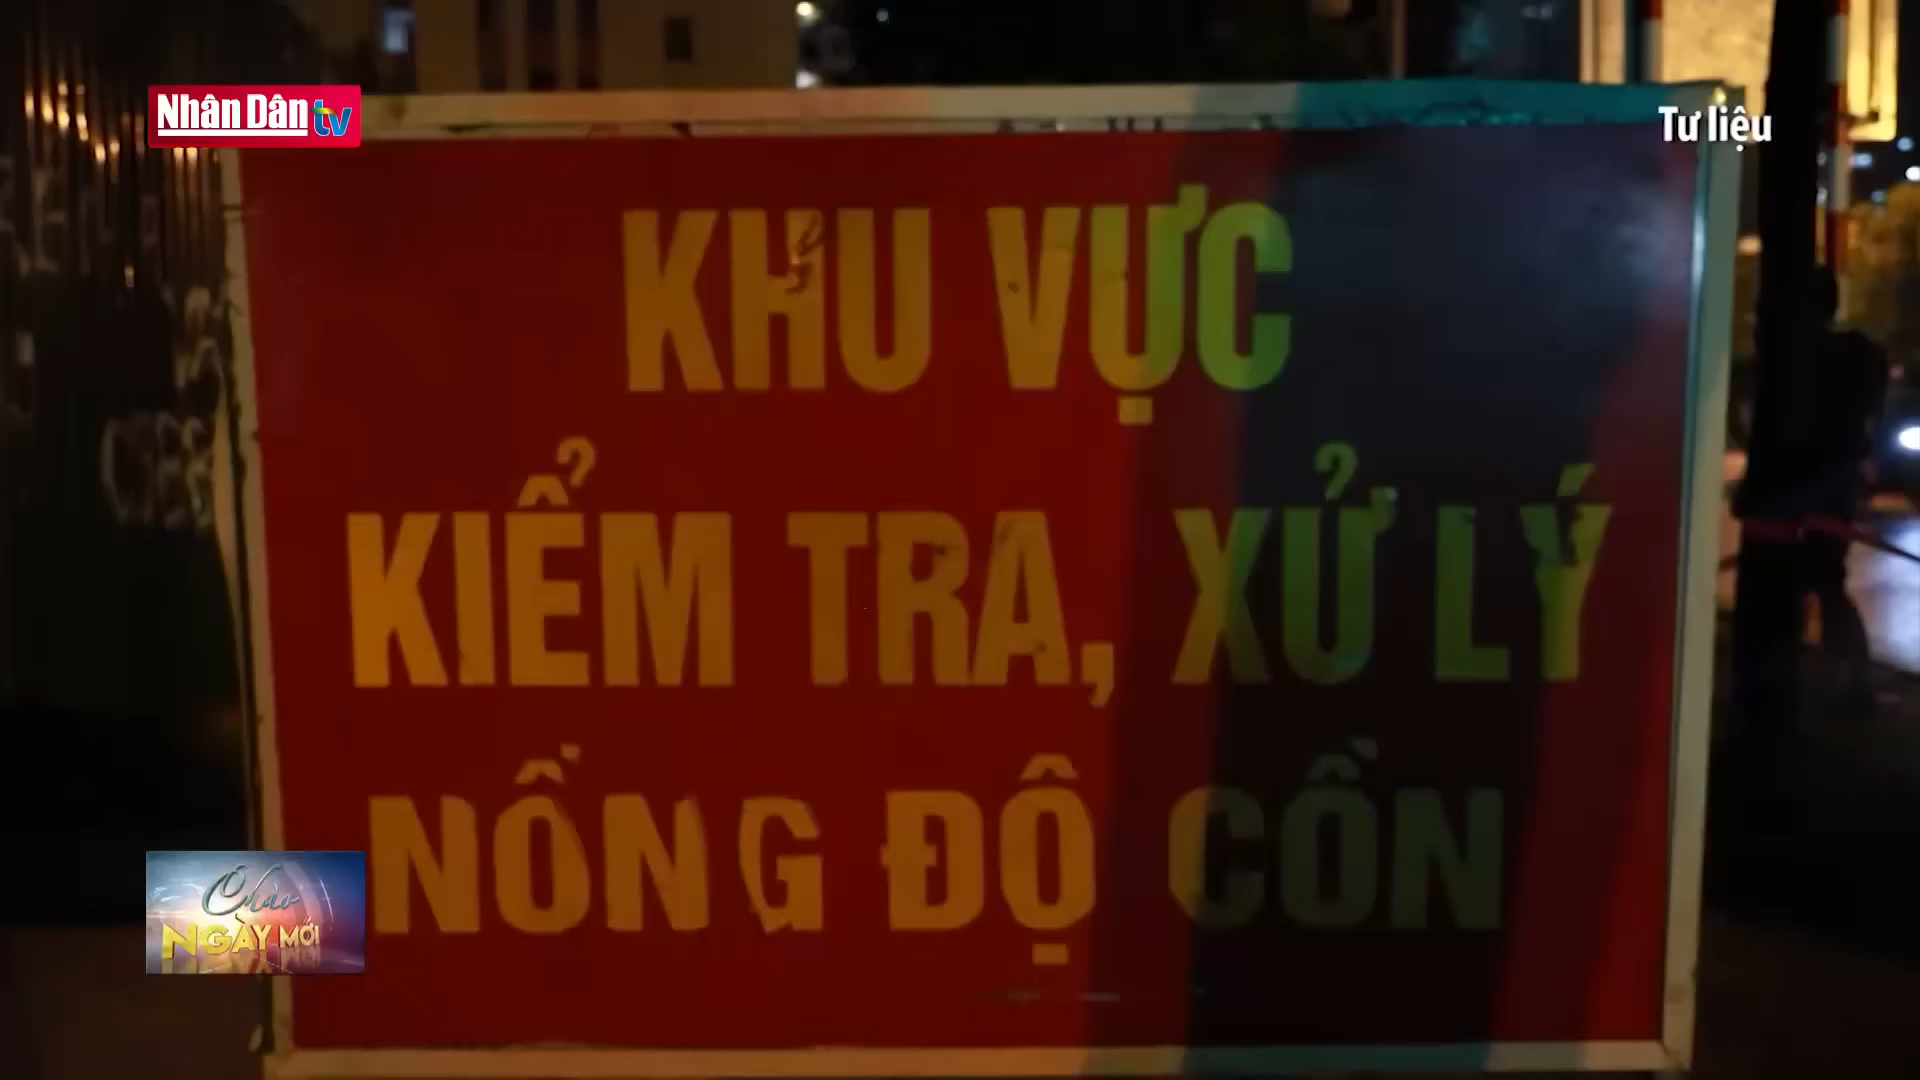 Nhân Dân tv
Tư liệu
KHU VỰC
KIỂM TRA, XỬ LÝ
NỒNG ĐỘ CỒN
Chào
NGÀY MỚI